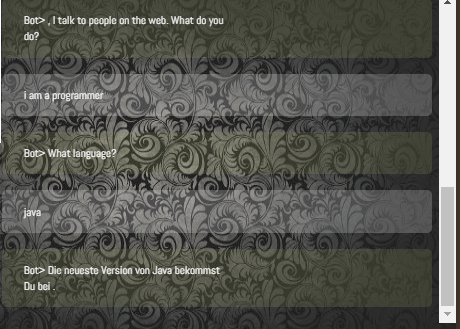 Bot> , I talk to people on the web. What do you
do?
i am a programmer
Bot> What language?
java
Bot> Die neueste Version von Java bekommst
Du bei .